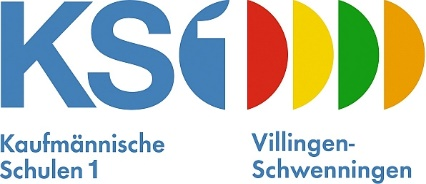 KS1
Kaufmännische
Schulen 1
Villingen-
Schwenningen